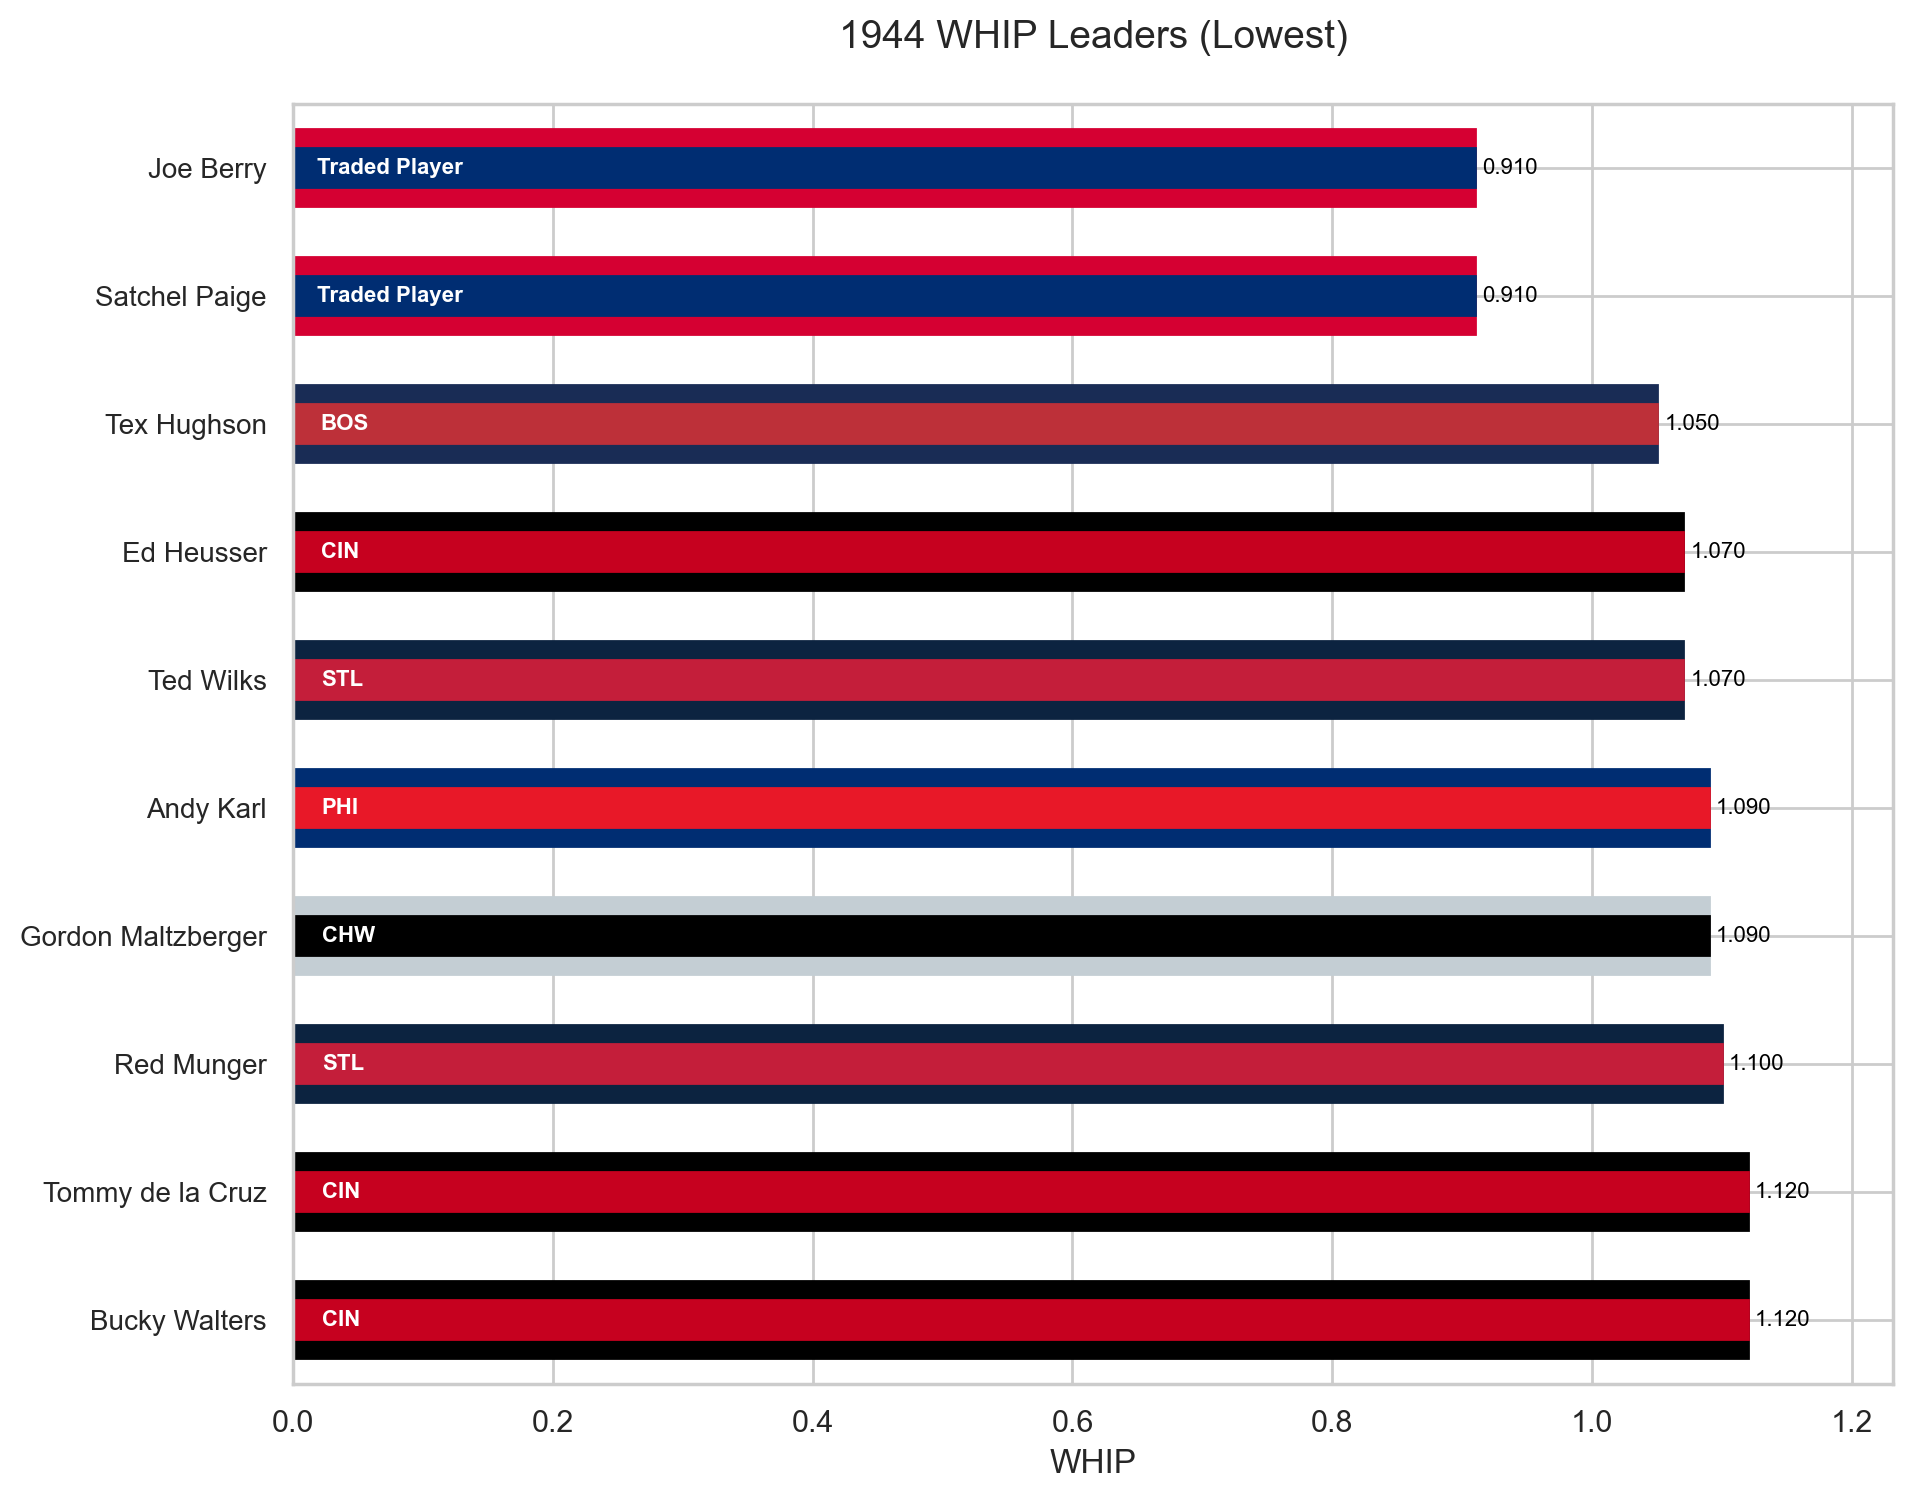 1944 WHIP Leaders (Lowest)
Joe Berry
Traded Player
0.910
Satchel Paige
Traded Player
0.910
Tex Hughson
BOS
1.050
Ed Heusser
CIN
1.070
Ted Wilks
STL
1.070
Andy Karl
PHI
1.090
Gordon Maltzberger
CHW
1.090
Red Munger
STL
1.100
Tommy de la Cruz
CIN
1.120
Bucky Walters
CIN
1.120
0.0 0.2 0.4 0.6 0.8 1.0 1.2
WHIP